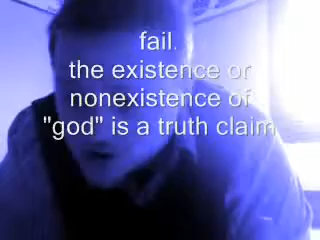 fail.
the existence or
nonexistence of
"god" is a truth claim